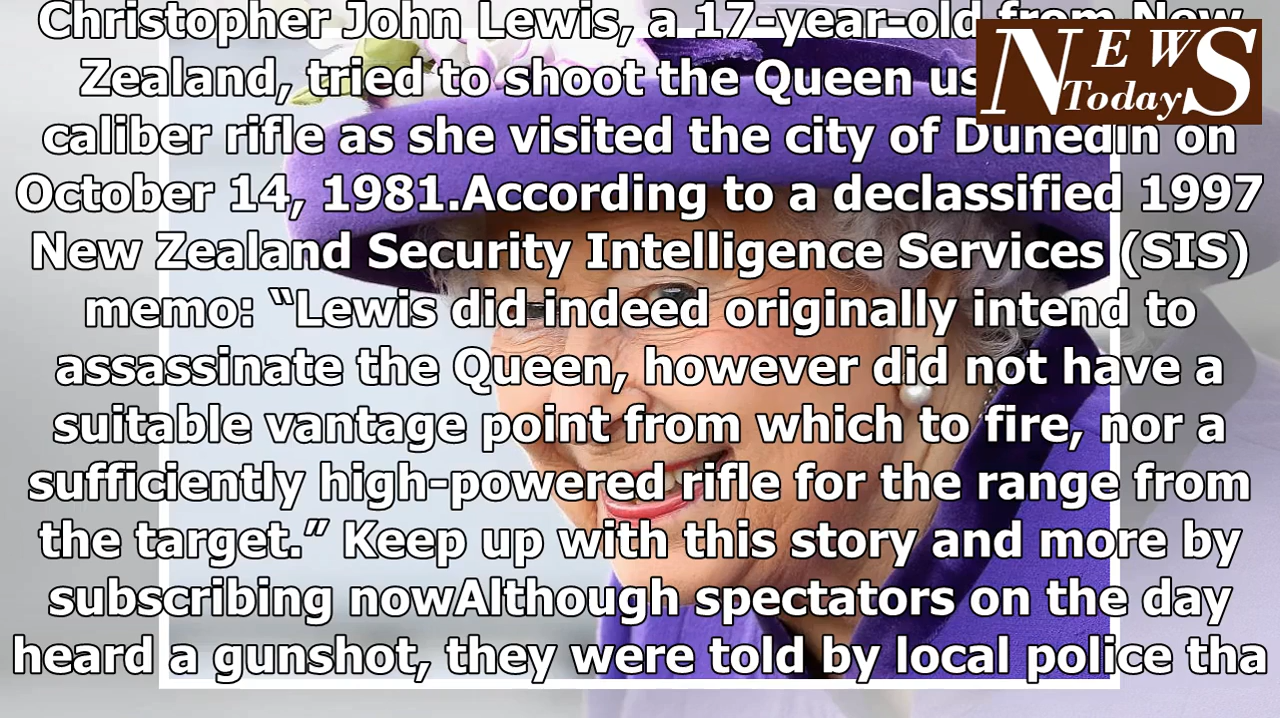 Christopher John Lewis, a 17-year-old from New
Zealand, tried to shoot the Queen us
caliber rifle as she visited the city of Dunedin on
October 14, 1981.According to a declassified 1997
New Zealand Security Intelligence Services (SIS)
memo: “Lewis did indeed originally intend to
assassinate the Queen, however did not have a
suitable vantage point from which to fire, nor a
sufficiently high-powered rifle for the range from
the target.” Keep up with this story and more by
subscribing nowAlthough spectators on the day
heard a gunshot, they were told by local police tha
NEWS
Today